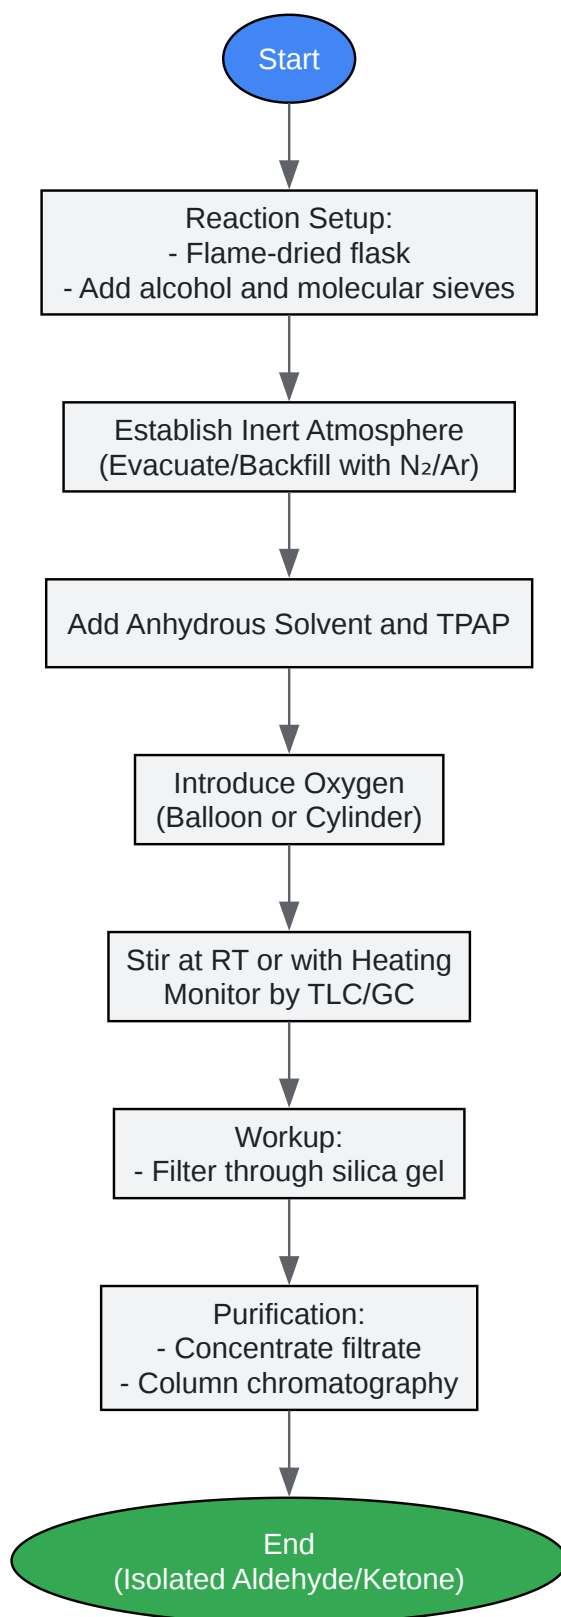 Start
Reaction Setup:
- Flame-dried flask
- Add alcohol and molecular sieves
Establish Inert Atmosphere
(Evacuate/Backfill with N₂/Ar)
Add Anhydrous Solvent and TPAP
Introduce Oxygen
(Balloon or Cylinder)
Stir at RT or with Heating
Monitor by TLC/GC
Workup:
- Filter through silica gel
Purification:
- Concentrate filtrate
- Column chromatography
End
(Isolated Aldehyde/Ketone)